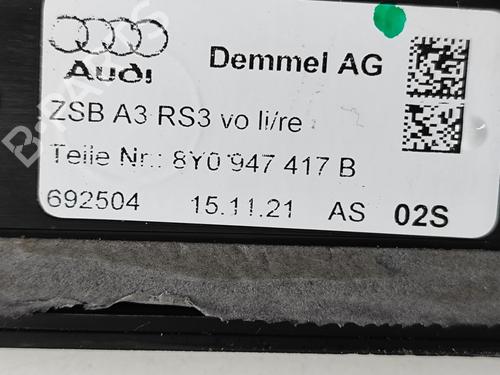 Audi
Demmel AG
ZSB A3 RS3 vo li/re
Teile Nr.: 8Y0 947 417 B
692504 15.11.21 AS 02S